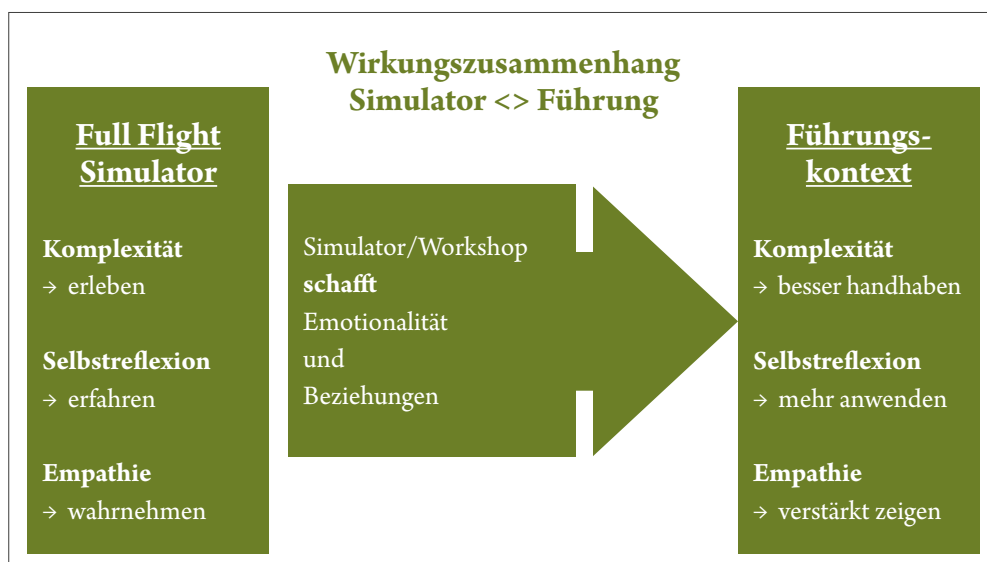 Wirkungszusammenhang
Simulator <> Führung
Full Flight
Simulator
Komplexität
→ erleben
Selbstreflexion
→ erfahren
Empathie
→ wahrnehmen
Simulator/Workshop
schafft
Emotionalität
und
Beziehungen
Führungs-
kontext
Komplexität
→ besser handhaben
Selbstreflexion
→ mehr anwenden
Empathie
→ verstärkt zeigen